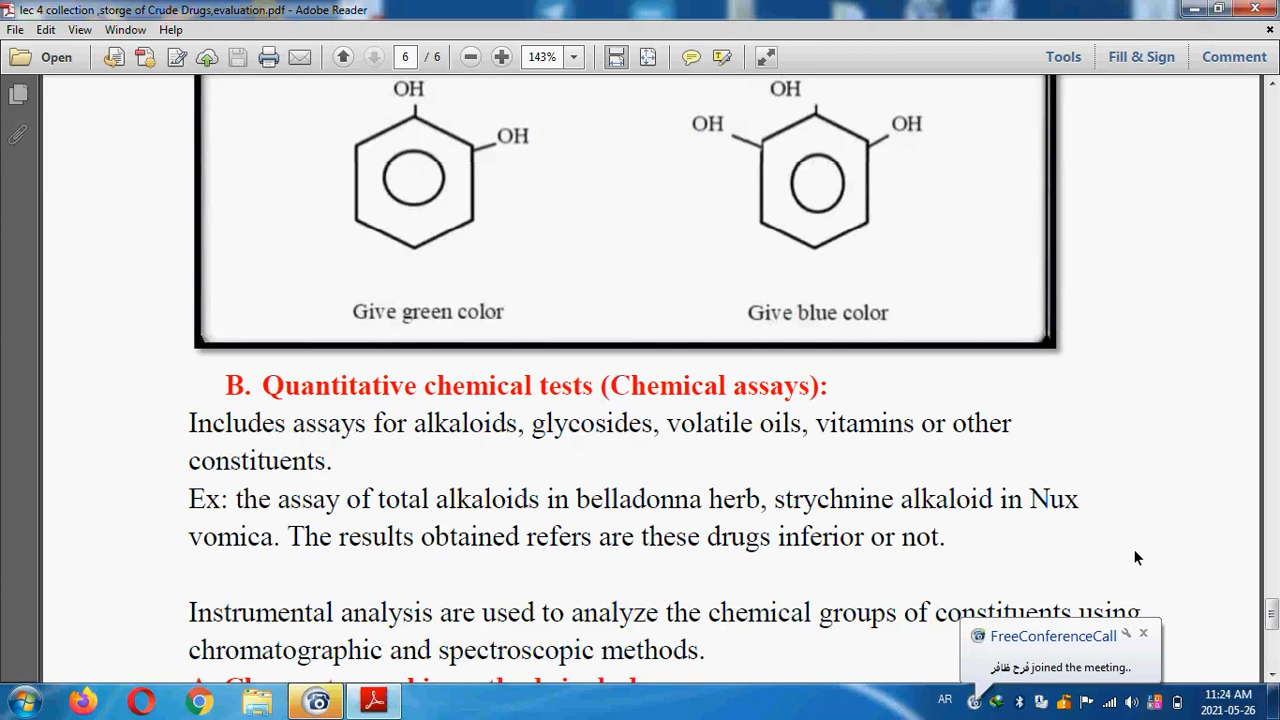 lec 4 collection ,storge of Crude Drugs,evaluation.pdf - Adobe Reader
File Edit View Window Help
Open 6 / 6 143% Tools Fill & Sign Comment
OH
OH
OH
OH
OH
Give green color
Give blue color
B. Quantitative chemical tests (Chemical assays):
Includes assays for alkaloids, glycosides, volatile oils, vitamins or other
constituents.
Ex: the assay of total alkaloids in belladonna herb, strychnine alkaloid in Nux
vomica. The results obtained refers are these drugs inferior or not.
Instrumental analysis are used to analyze the chemical groups of constituents using
chromatographic and spectroscopic methods.
FreeConferenceCall
فرح ظافر joined the meeting..
AR
11:24 AM
2021-05-26